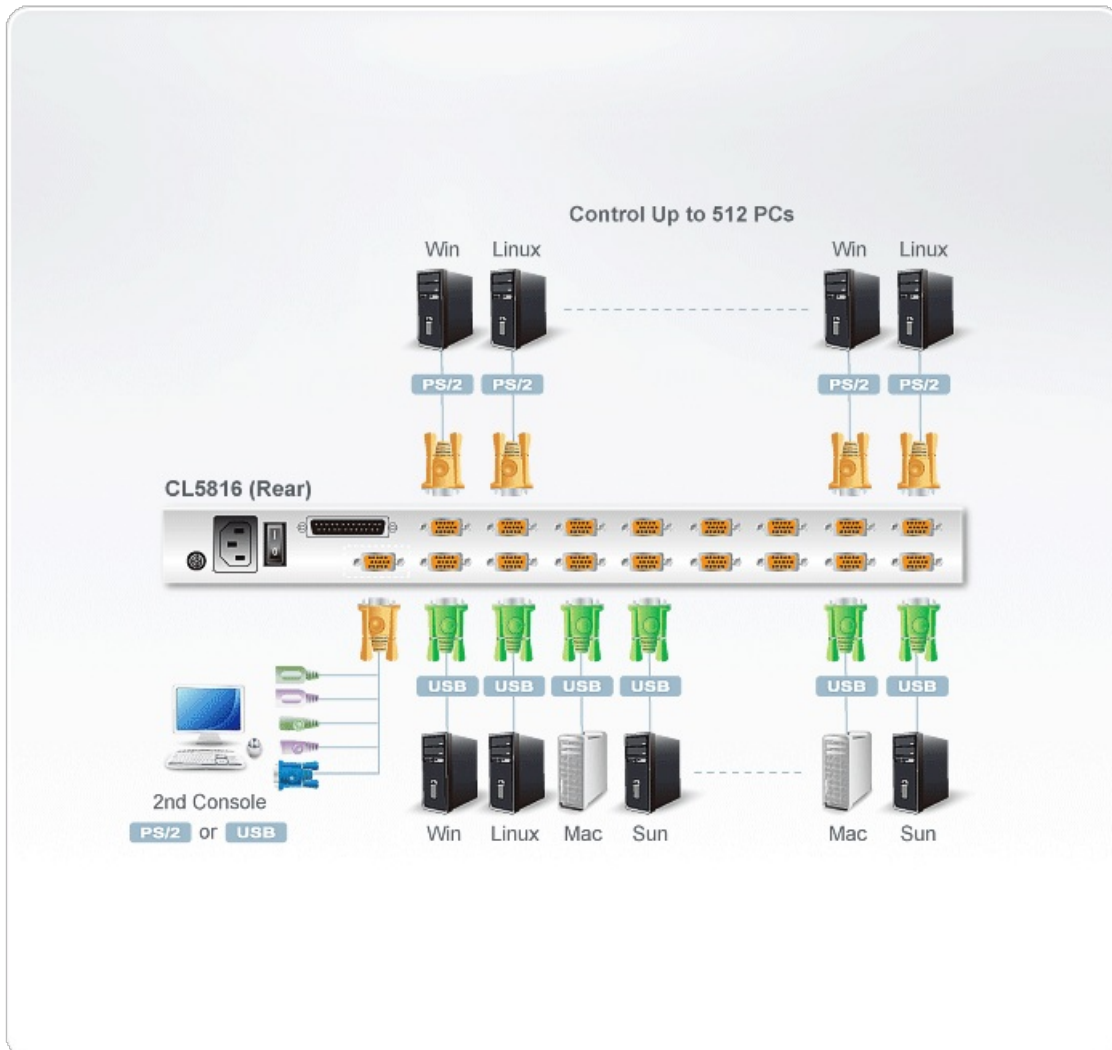 Control Up to 512 PCs
Win Linux Win Linux
PS/2 PS/2 PS/2 PS/2
CL5816 (Rear)
USB USB USB USB USB USB
2nd Console
PS/2 or USB
Win Linux Mac Sun Mac Sun